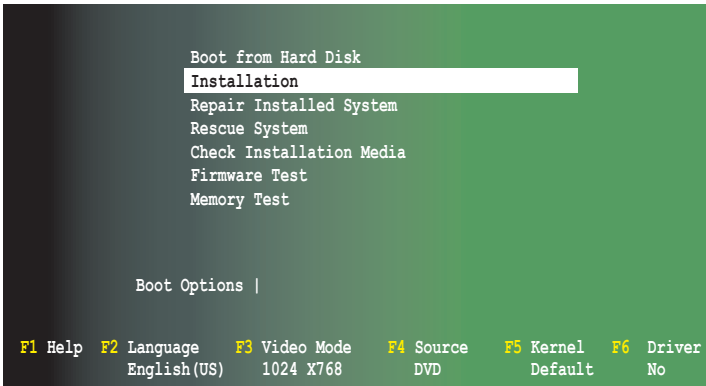 Boot from Hard Disk
Installation
Repair Installed System
Rescue System
Check Installation Media
Firmware Test
Memory Test
Boot Options |
F1 Help F2 Language F3 Video Mode F4 Source F5 Kernel F6 Driver
English(US) 1024 X768 DVD Default No